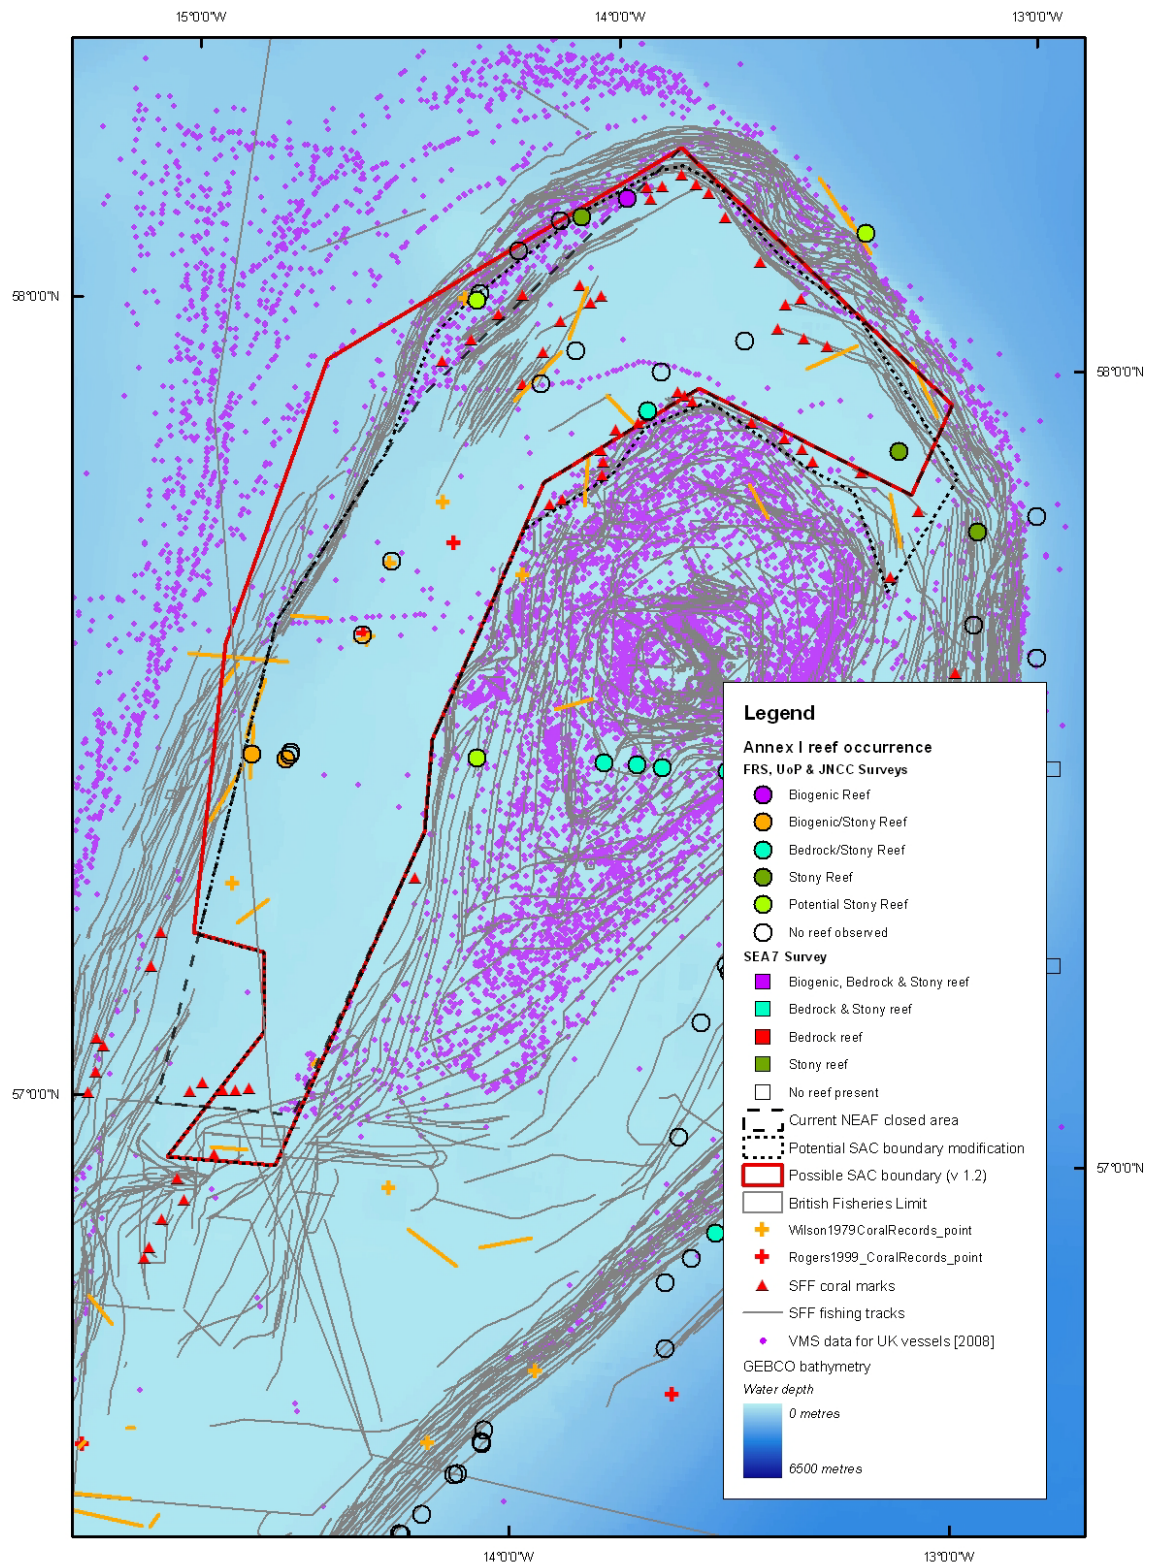 15°0'0"W 14°0'0"W 13°0'0"W
58°0'0"N
58°0'0"N
57°0'0"N
57°0'0"N
Legend
Annex I reef occurrence
FRS, UoP & JNCC Surveys
Biogenic Reef
Biogenic/Stony Reef
Bedrock/Stony Reef
Stony Reef
Potential Stony Reef
No reef observed
SEA7 Survey
Biogenic, Bedrock & Stony reef
Bedrock & Stony reef
Bedrock reef
Stony reef
No reef present
Current NEAF closed area
Potential SAC boundary modification
Possible SAC boundary (v 1.2)
British Fisheries Limit
Wilson1979CoralRecords_point
Rogers1999_CoralRecords_point
SFF coral marks
SFF fishing tracks
VMS data for UK vessels [2008]
GEBCO bathymetry
Water depth
0 metres
6500 metres
14°0'0"W 13°0'0"W